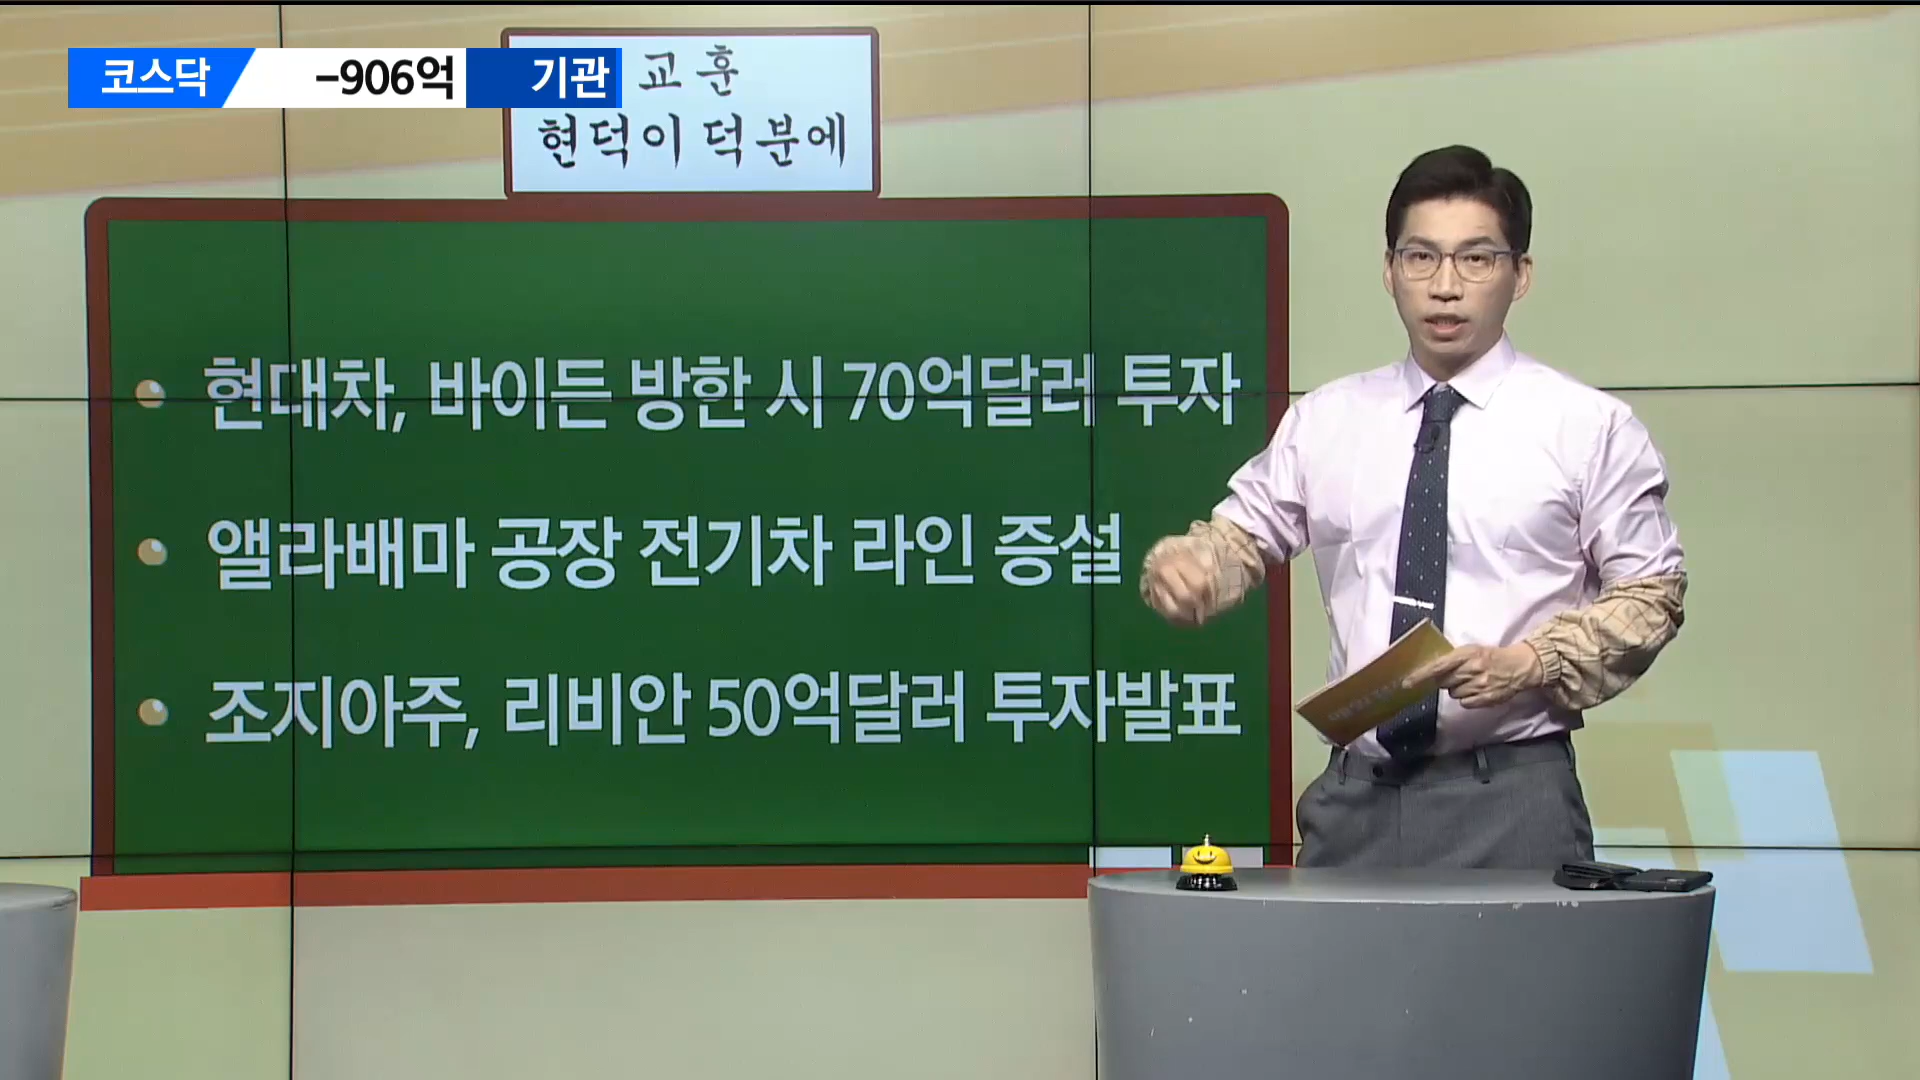 코스닥 -906억 기관
교훈
현덕이 덕분에
현대차, 바이든 방한 시 70억달러 투자
앨라배마 공장 전기차 라인 증설
조지아주, 리비안 50억달러 투자발표